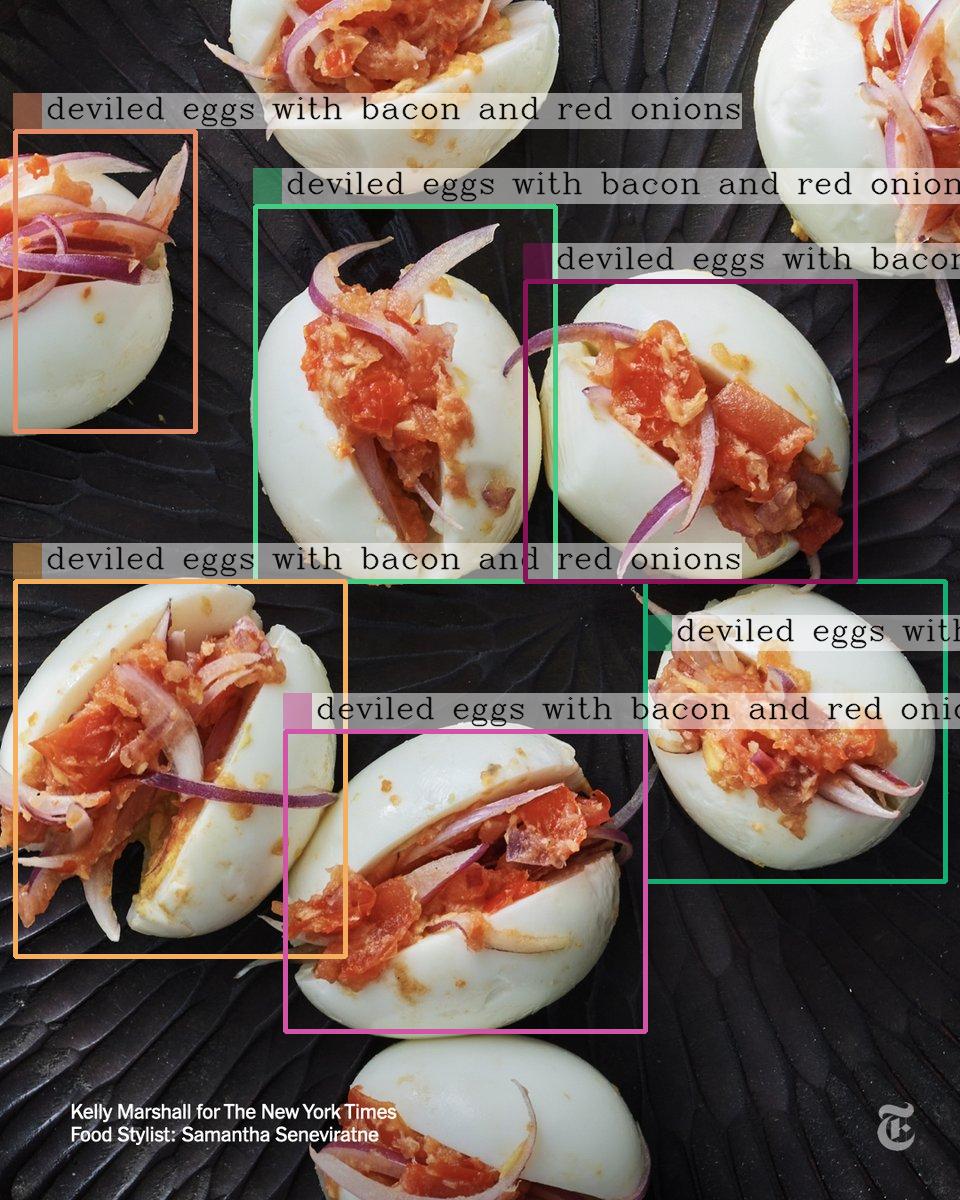 deviled eggs with bacon and red onions
deviled eggs with bacon and red onion
deviled eggs with bacon
deviled eggs with bacon and red onions
deviled eggs with
deviled eggs with bacon and red onio
Kelly Marshall for The New York Times
Food Stylist: Samantha Seneviratne
T